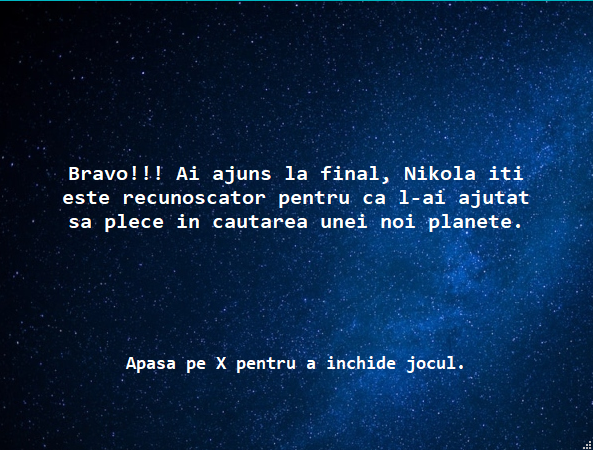 Bravo!!! Ai ajuns la final, Nikola iti
este recunoscator pentru ca l-ai ajutat
sa plece in cautarea unei noi planete.
Apasa pe X pentru a inchide jocul.